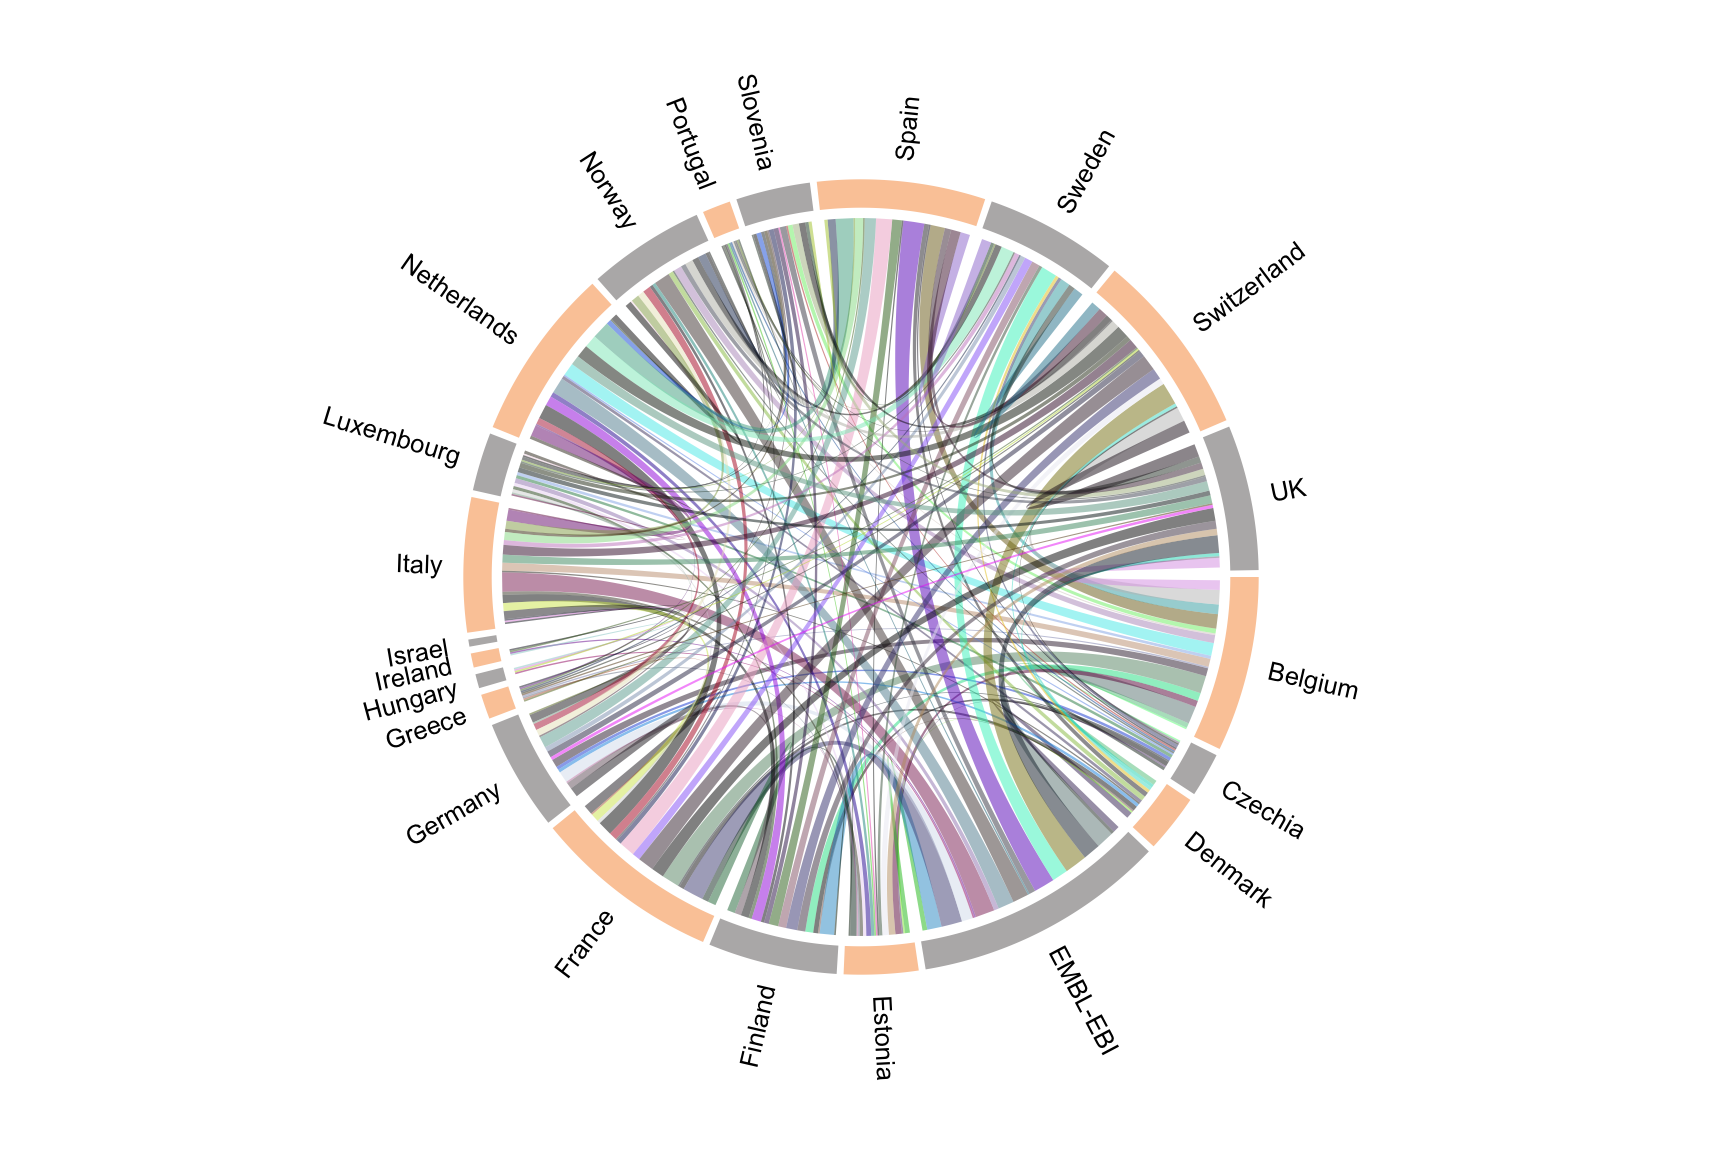 Spain
Sweden
Switzerland
UK
Belgium
Czechia
Denmark
EMBL-EBI
Estonia
Finland
France
Germany
Greece
Hungary
Ireland
Israel
Italy
Luxembourg
Netherlands
Norway
Portugal
Slovenia